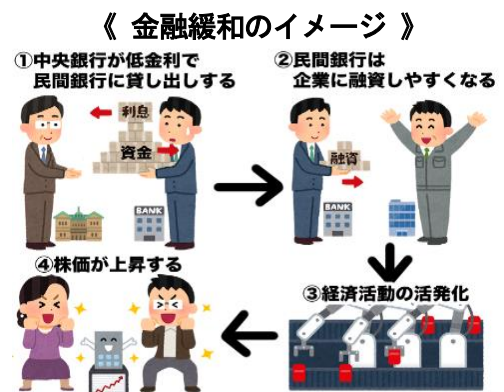 《 金融緩和のイメージ 》
①中央銀行が低金利で
民間銀行に貸し出しする
利息
資金
BANK
②民間銀行は
企業に融資しやすくなる
融資
BANK
③経済活動の活発化
④株価が上昇する